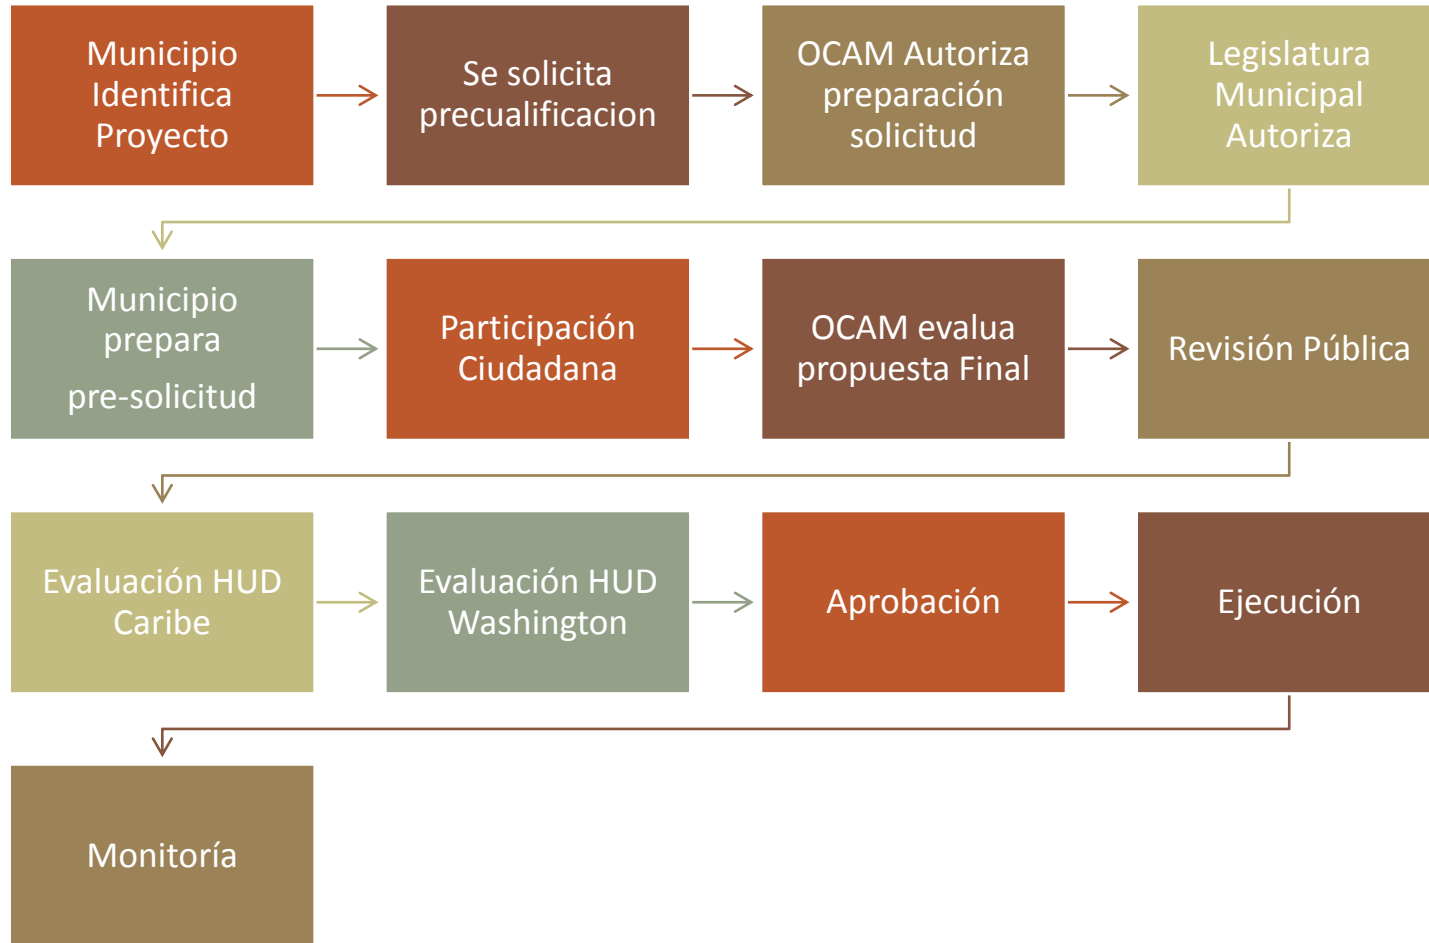 Municipio
Identifica
Proyecto
Se solicita
precualificacion
OCAM Autoriza
preparación
solicitud
Legislatura
Municipal
Autoriza
Municipio
prepara
pre-solicitud
Participación
Ciudadana
OCAM evalua
propuesta Final
Revisión Pública
Evaluación HUD
Caribe
Evaluación HUD
Washington
Aprobación
Ejecución
Monitoría